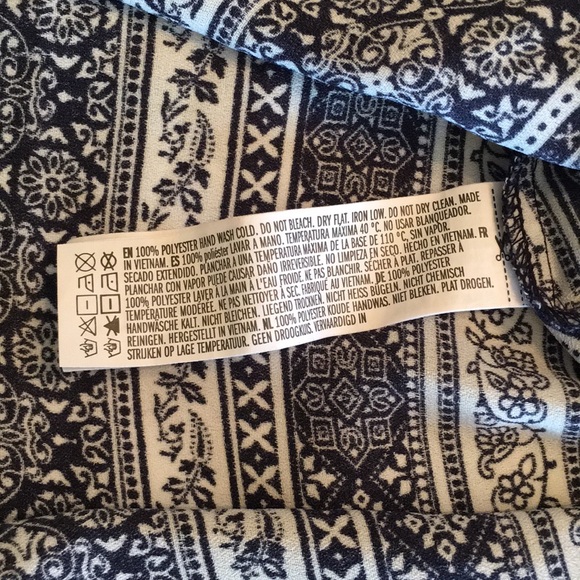 EN 100% POLYESTER HAND WASH COLD. DO NOT BLEACH. DRY FLAT. IRON LOW. DO NOT DRY CLEAN. MADE
IN VIETNAM. ES 100% poliéster LAVAR A MANO. TEMPERATURA MÁXIMA 40 °C. NO USAR BLANQUEADOR.
SECADO EXTENDIDO. PLANCHAR A UNA TEMPERATURA MÁXIMA DE LA BASE DE 110 °C, SIN VAPOR.
PLANCHAR CON VAPOR PUEDE CAUSAR DAÑO IRREVERSIBLE. NO LIMPIEZA EN SECO. HECHO EN VIETNAM. FR
100% POLYESTER LAVER À LA MAIN À L'EAU FROIDE. NE PAS BLANCHIR. SÉCHER À PLAT. REPASSER À
TEMPÉRATURE MODÉRÉE. NE PAS NETTOYER À SEC. FABRIQUÉ EN VIETNAM. DE 100% POLYESTER
HANDWÄSCHE KALT. NICHT BLEICHEN. LIEGEND TROCKNEN. NICHT HEISS BÜGELN. NICHT CHEMISCH
REINIGEN. HERGESTELLT IN VIETNAM. NL 100% POLYESTER KOUDE HANDWAS. NIET BLEKEN. PLAT DROGEN.
STRIJKEN OP LAGE TEMPERATUUR. GEEN DROOGKUIS. VERVAARDIGD IN